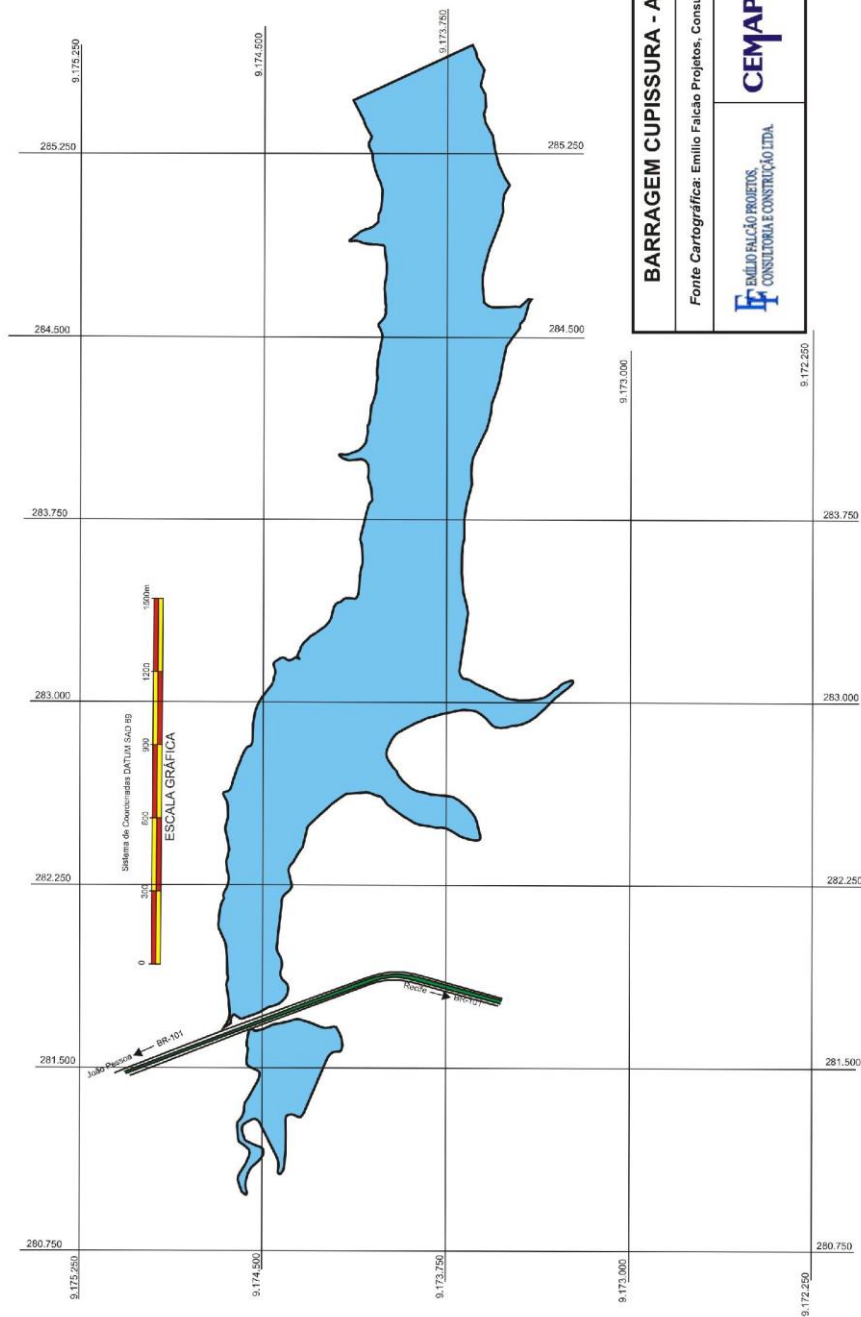 9.175.250
9.174.500
9.173.750
285.250
285.250
284.500
284.500
9.173.000
9.172.250
283.750
283.750
Sistema de Coordenadas DATUM SAD 69
0 300 600 900 1200 1500m
ESCALA GRÁFICA
283.000
283.000
282.250
282.250
João Pessoa
BR-101
Recife
BR-101
281.500
281.500
280.750
280.750
9.175.250
9.174.500
9.173.750
9.173.000
9.172.250
BARRAGEM CUPISSURA - A
Fonte Cartográfica: Emílio Falcão Projetos, Consu
EF EMÍLIO FALCÃO PROJETOS,
CONSULTORIA E CONSTRUÇÃO LTDA.
CEMAP